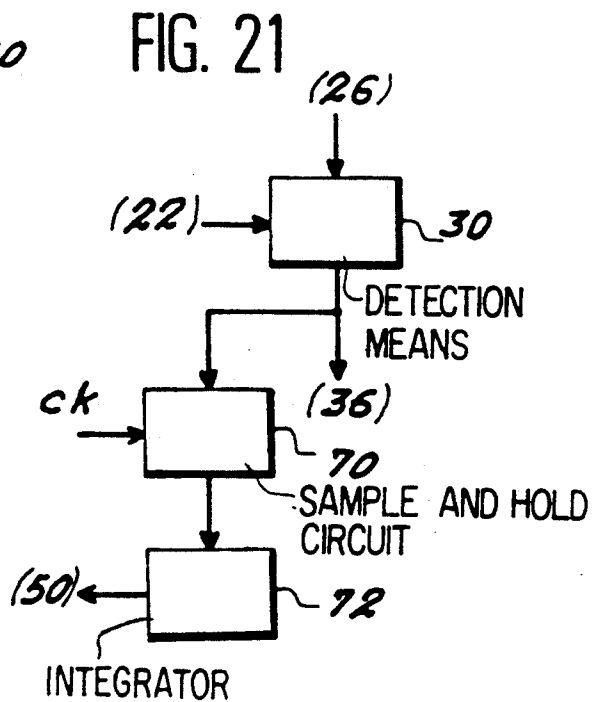 FIG. 21
(26)
(22)
30
DETECTION
MEANS
ck
(36)
70
SAMPLE AND HOLD
CIRCUIT
(50)
72
INTEGRATOR